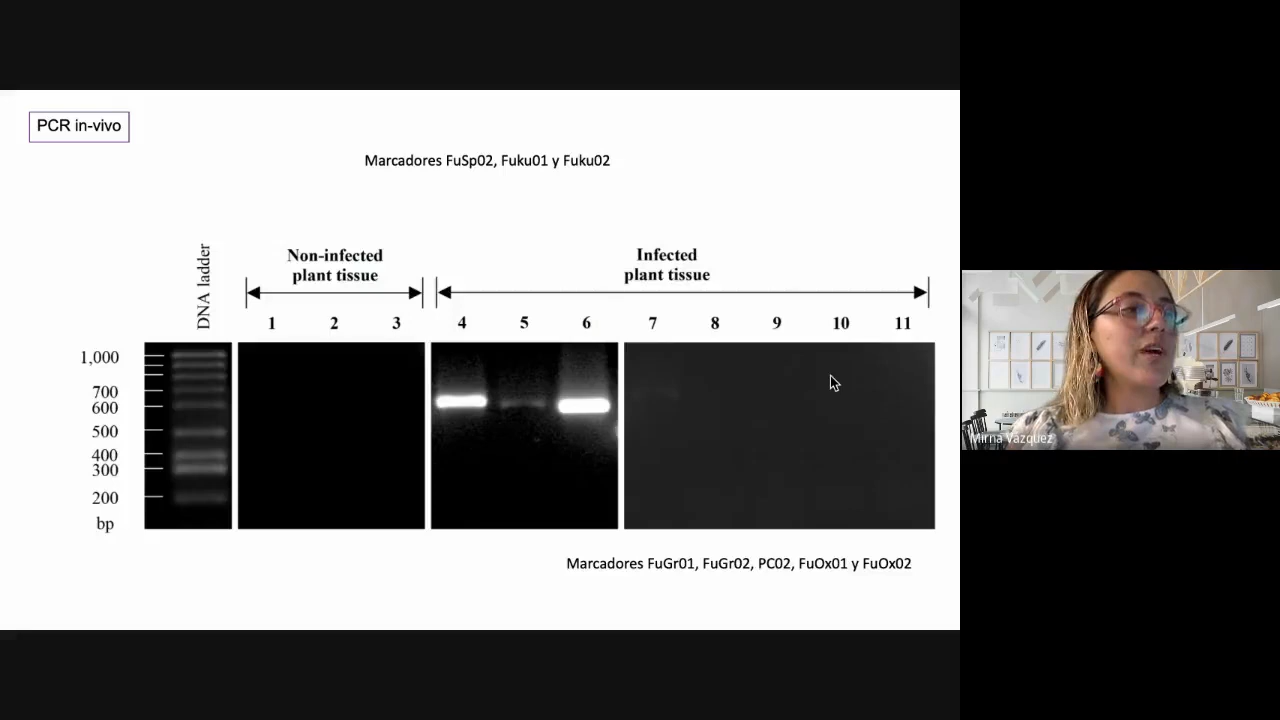 PCR in-vivo
Marcadores FuSp02, Fuku01 y Fuku02
DNA ladder
Non-infected
plant tissue
Infected
plant tissue
1 2 3 4 5 6 7 8 9 10 11
1,000
700
600
500
400
300
200
bp
Marcadores FuGr01, FuGr02, PC02, FuOx01 y FuOx02
Mirna Vázquez